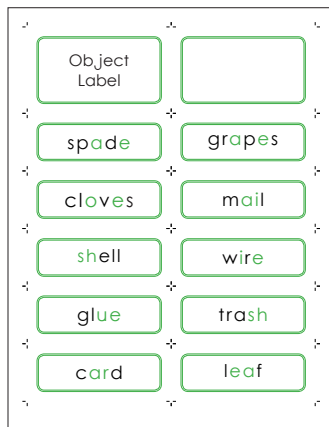 Object
Label
spade
grapes
cloves
mail
shell
wire
glue
trash
card
leaf